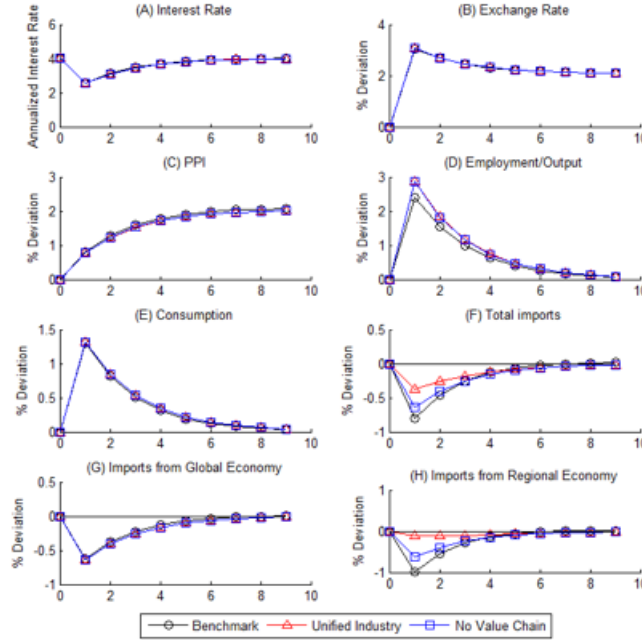 (A) Interest Rate
Annualized Interest Rate
6
4
2
0
0 2 4 6 8 10
(B) Exchange Rate
% Deviation
4
2
0
0 2 4 6 8 10
(C) PPI
% Deviation
3
2
1
0
0 2 4 6 8 10
(D) Employment/Output
% Deviation
3
2
1
0
0 2 4 6 8 10
(E) Consumption
% Deviation
1.5
1
0.5
0
0 2 4 6 8 10
(F) Total imports
% Deviation
0.5
0
-0.5
-1
0 2 4 6 8 10
(G) Imports from Global Economy
% Deviation
0.5
0
-0.5
-1
0 2 4 6 8 10
(H) Imports from Regional Economy
% Deviation
1
0
-1
0 2 4 6 8 10
Benchmark Unified Industry No Value Chain